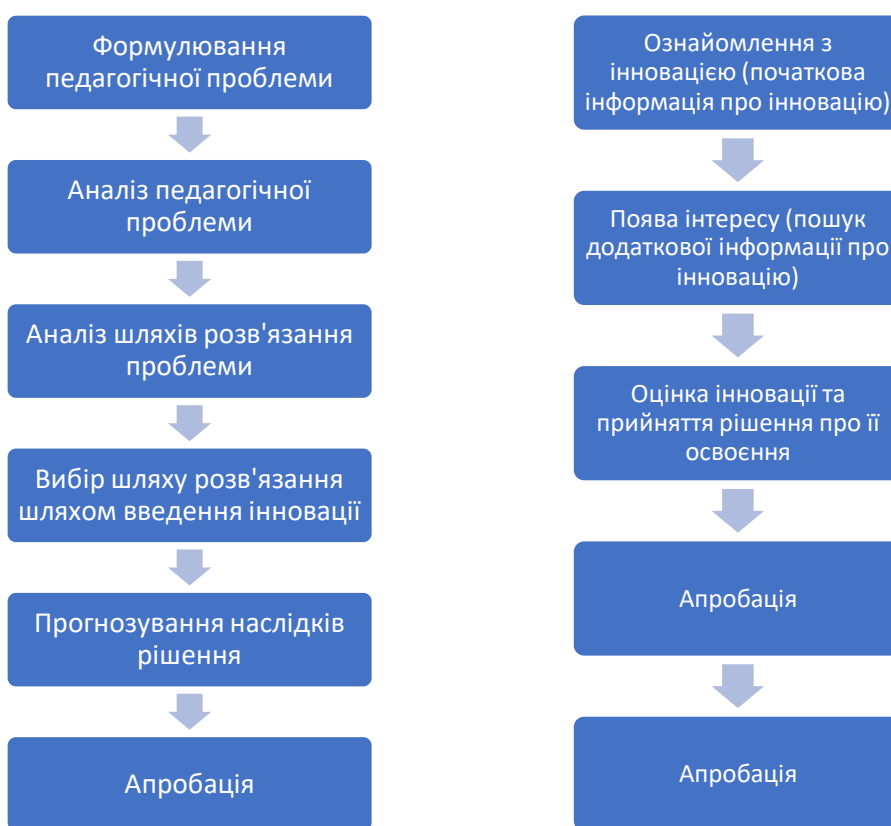 Формулювання
педагогічної проблеми
Аналіз педагогічної
проблеми
Аналіз шляхів розв'язання
проблеми
Вибір шляху розв'язання
шляхом введення інновації
Прогнозування наслідків
рішення
Апробація
Ознайомлення з
інновацією (початкова
інформація про інновацію)
Поява інтересу (пошук
додаткової інформації про
інновацію)
Оцінка інновації та
прийняття рішення про її
освоєння
Апробація
Апробація